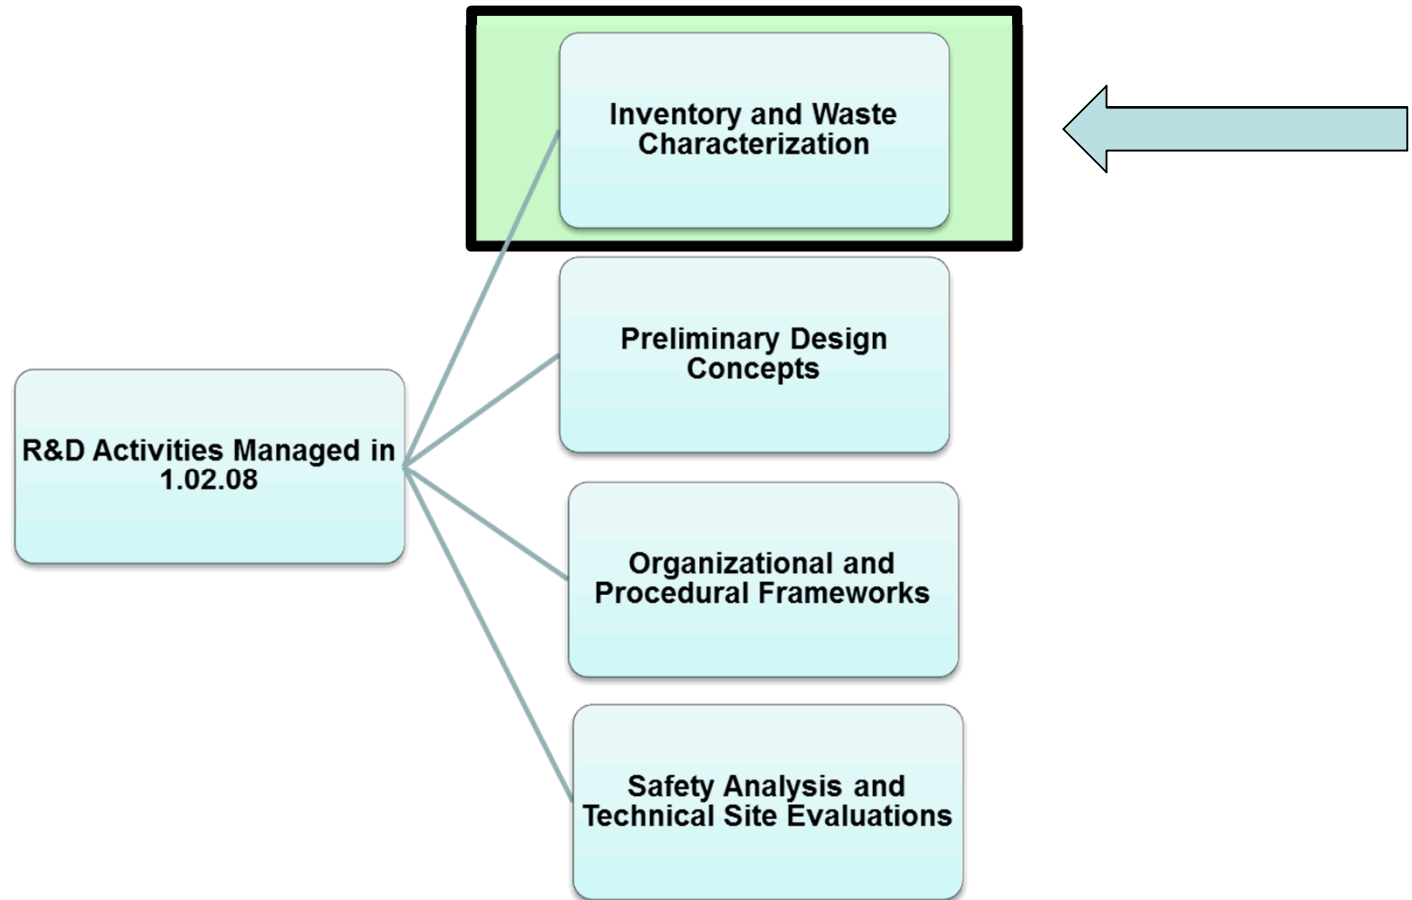 Inventory and Waste
Characterization
Preliminary Design
Concepts
R&D Activities Managed in
1.02.08
Organizational and
Procedural Frameworks
Safety Analysis and
Technical Site Evaluations